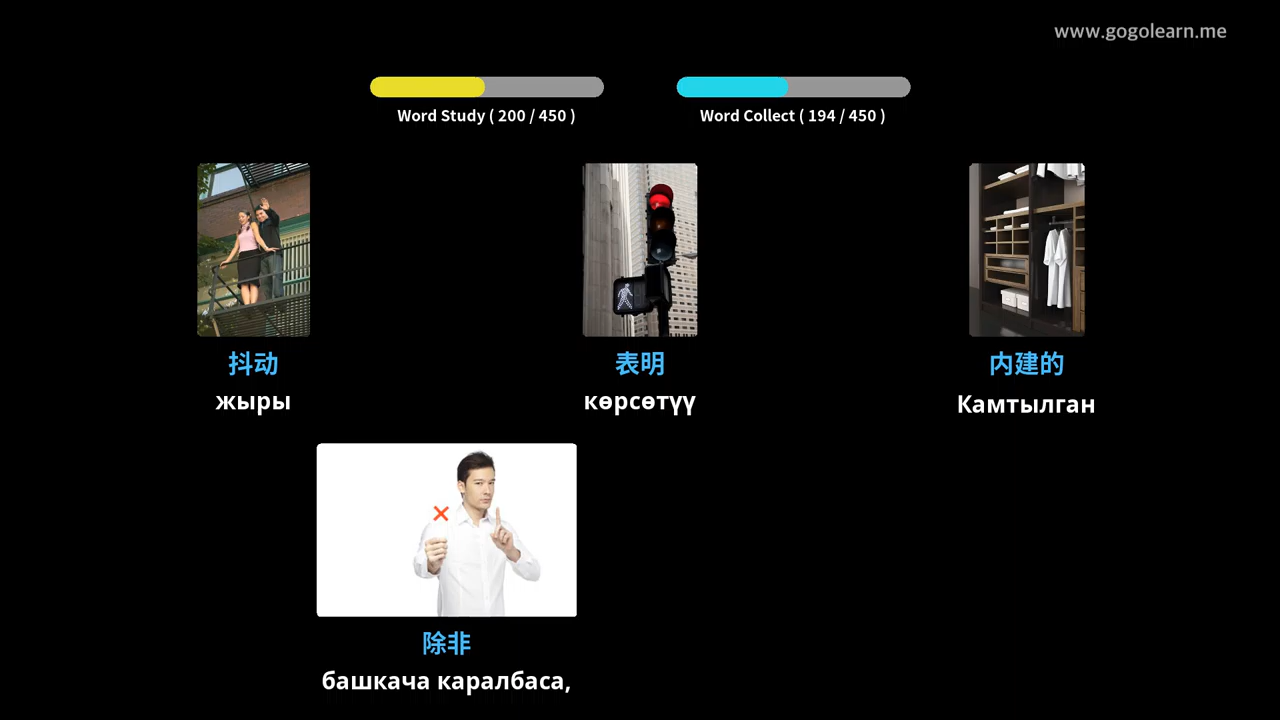 www.gogolearn.me
Word Study ( 200 / 450 )
Word Collect ( 194 / 450 )
抖动
表明
内建的
жыры
көрсөтүү
Камтылган
除非
башкача каралбаса,